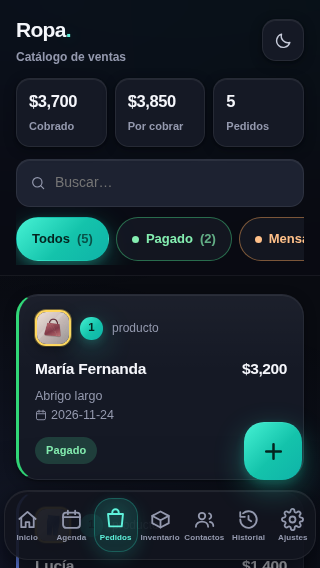 Ropa.
Catálogo de ventas
$3,700
Cobrado
$3,850
Por cobrar
5
Pedidos
Buscar…
Todos (5)
Pagado (2)
Mensa
1 producto
María Fernanda $3,200
Abrigo largo
2026-11-24
Pagado
+
Inicio Agenda Pedidos Inventario Contactos Historial Ajustes
Lucía $1,400